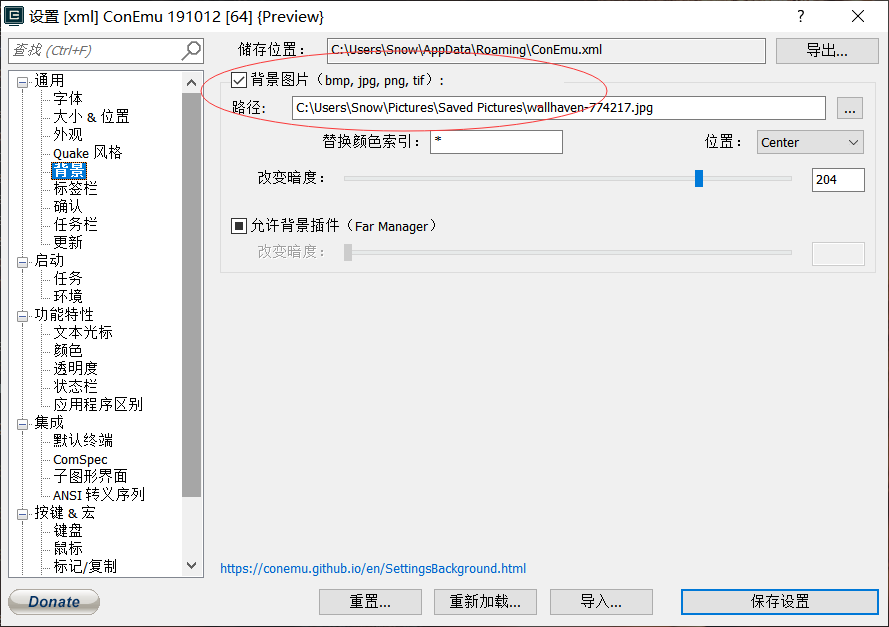 设置 [xml] ConEmu 191012 [64] {Preview}
?
查找 (Ctrl+F)
储存位置：
C:\Users\Snow\AppData\Roaming\ConEmu.xml
导出...
通用
字体
大小 & 位置
外观
Quake 风格
背景
标签栏
确认
任务栏
更新
启动
任务
环境
功能特性
文本光标
颜色
透明度
状态栏
应用程序区别
集成
默认终端
ComSpec
子图形界面
ANSI 转义序列
按键 & 宏
键盘
鼠标
标记/复制
背景图片（bmp, jpg, png, tif）:
路径:
C:\Users\Snow\Pictures\Saved Pictures\wallhaven-774217.jpg
...
替换颜色索引：
*
位置：
Center
改变暗度：
204
允许背景插件（Far Manager）
改变暗度：
https://conemu.github.io/en/SettingsBackground.html
Donate
重置...
重新加载...
导入...
保存设置